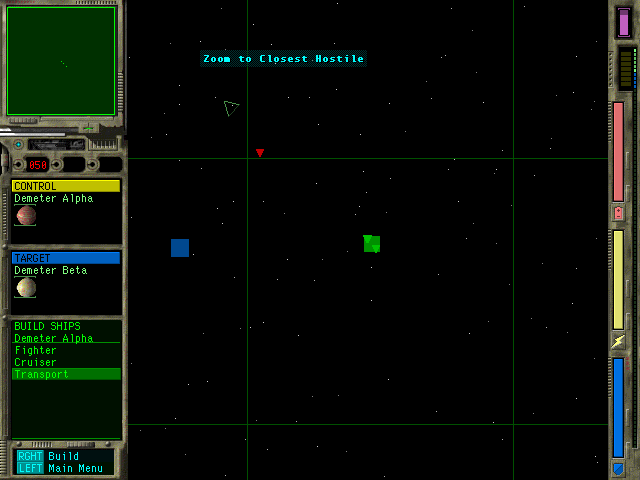 Zoom to Closest Hostile
050
CONTROL
Demeter Alpha
TARGET
Demeter Beta
BUILD SHIPS
Demeter Alpha
Fighter
Cruiser
Transport
RGHT Build
LEFT Main Menu